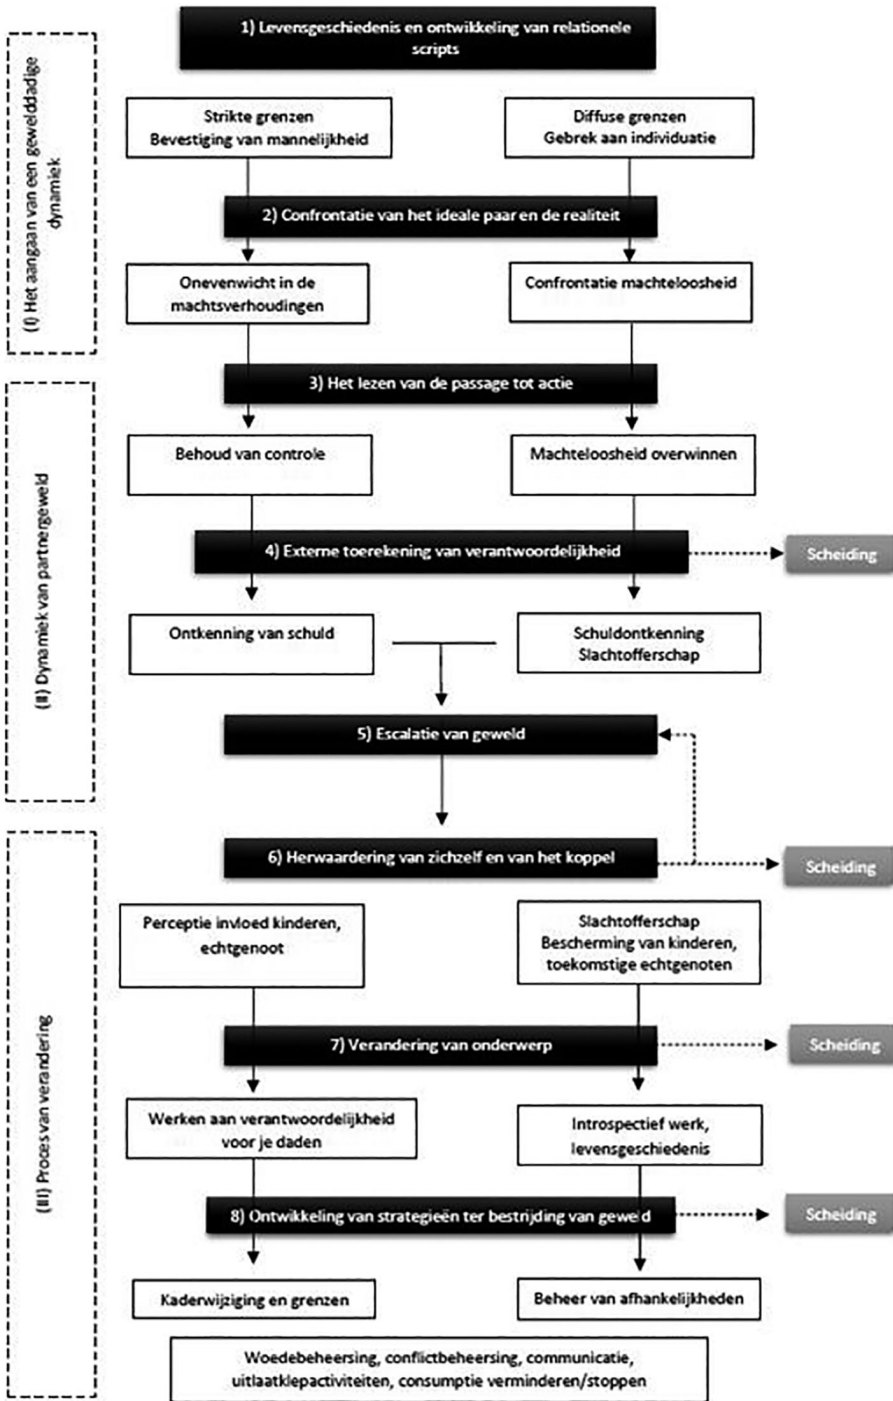 1) Levensgeschiedenis en ontwikkeling van relationele
scripts
(I) Het aangaan van een gewelddadige
dynamiek
Strikte grenzen
Bevestiging van mannelijkheid
Diffuse grenzen
Gebrek aan individuatie
2) Confrontatie van het ideale paar en de realiteit
Onevenwicht in de
machtsverhoudingen
Confrontatie machteloosheid
3) Het lezen van de passage tot actie
(II) Dynamiek van partnergeweld
Behoud van controle
Machteloosheid overwinnen
4) Externe toerekening van verantwoordelijkheid
Scheiding
Ontkenning van schuld
Schuldontkenning
Slachtofferschap
5) Escalatie van geweld
6) Herwaardering van zichzelf en van het koppel
Scheiding
(III) Proces van verandering
Perceptie invloed kinderen,
echtgenoot
Slachtofferschap
Bescherming van kinderen,
toekomstige echtgenoten
7) Verandering van onderwerp
Scheiding
Werken aan verantwoordelijkheid
voor je daden
Introspectief werk,
levensgeschiedenis
8) Ontwikkeling van strategieën ter bestrijding van geweld
Scheiding
Kaderwijziging en grenzen
Beheer van afhankelijkheden
Woedebeheersing, conflictbeheersing, communicatie,
uitlaatklepactiviteiten, consumptie verminderen/stoppen